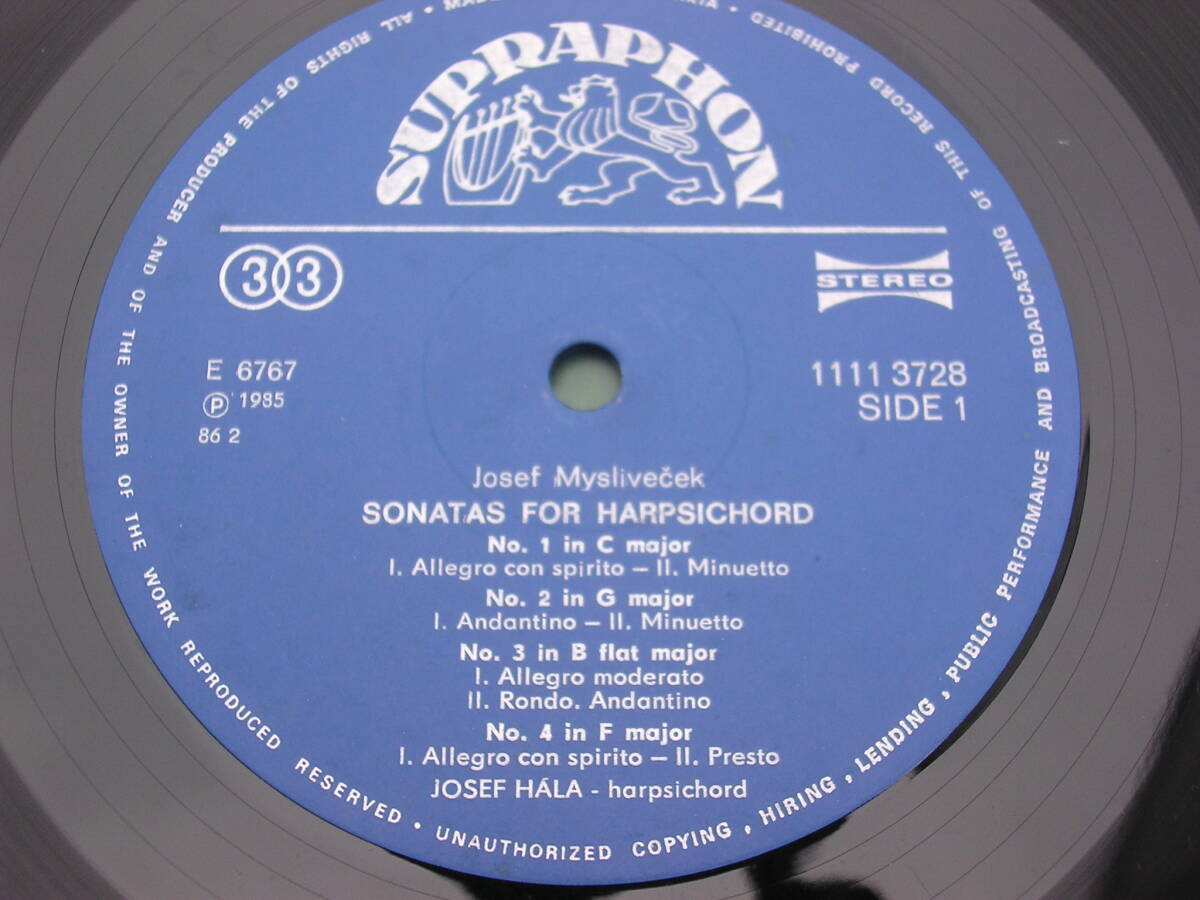 SUPRAPHON
33
STEREO
E 6767
Ⓟ 1985
86 2
1111 3728
SIDE 1
Josef Mysliveček
SONATAS FOR HARPSICHORD
No. 1 in C major
I. Allegro con spirito – II. Minuetto
No. 2 in G major
I. Andantino – II. Minuetto
No. 3 in B flat major
I. Allegro moderato
II. Rondo. Andantino
No. 4 in F major
I. Allegro con spirito – II. Presto
JOSEF HÁLA - harpsichord
ALL RIGHTS OF THE PRODUCER AND OF THE OWNER OF THE WORK REPRODUCED RESERVED • UNAUTHORIZED COPYING, HIRING, LENDING, PUBLIC PERFORMANCE AND BROADCASTING OF THIS RECORD PROHIBITED •